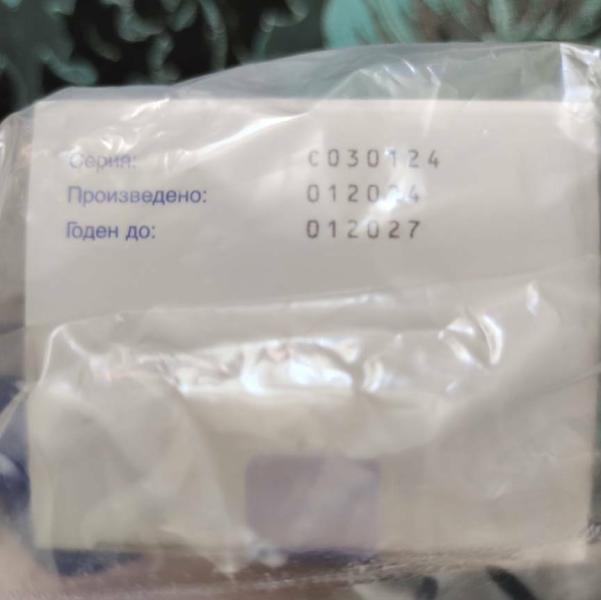 Серия: C030124
Произведено: 012024
Годен до: 012027